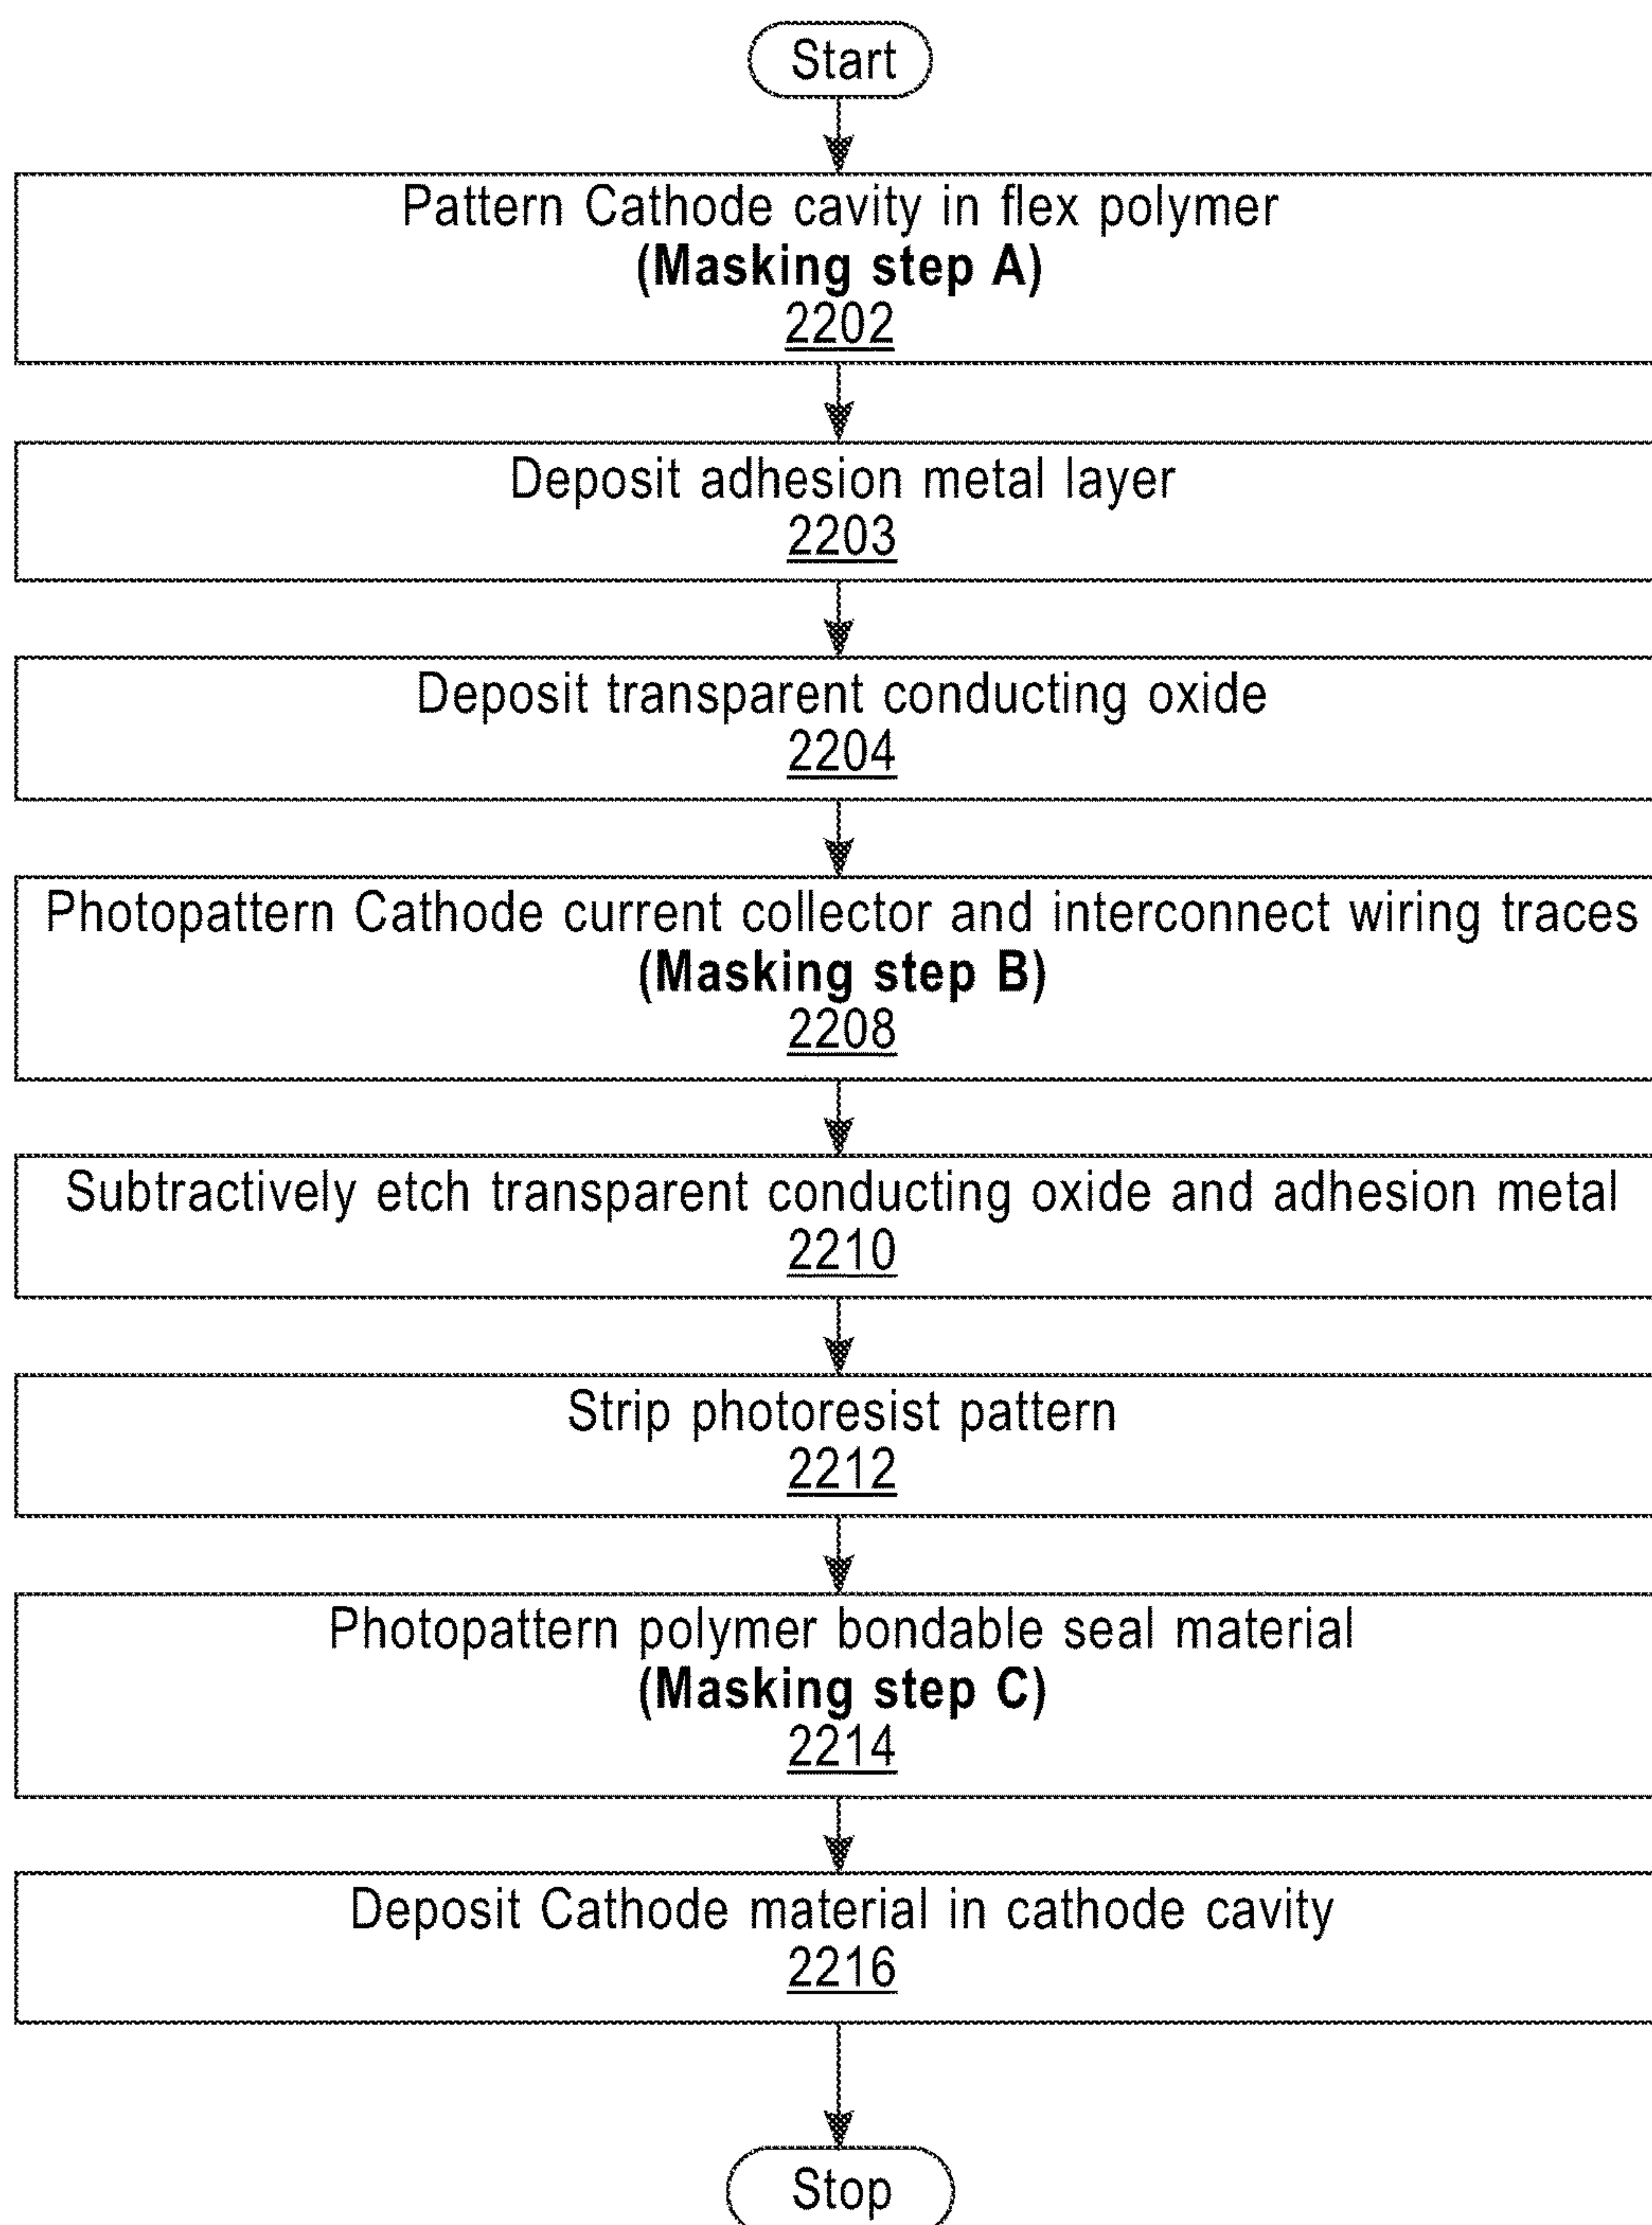 Start
Pattern Cathode cavity in flex polymer
(Masking step A)
2202
Deposit adhesion metal layer
2203
Deposit transparent conducting oxide
2204
Photopattern Cathode current collector and interconnect wiring traces
(Masking step B)
2208
Subtractively etch transparent conducting oxide and adhesion metal
2210
Strip photoresist pattern
2212
Photopattern polymer bondable seal material
(Masking step C)
2214
Deposit Cathode material in cathode cavity
2216
Stop